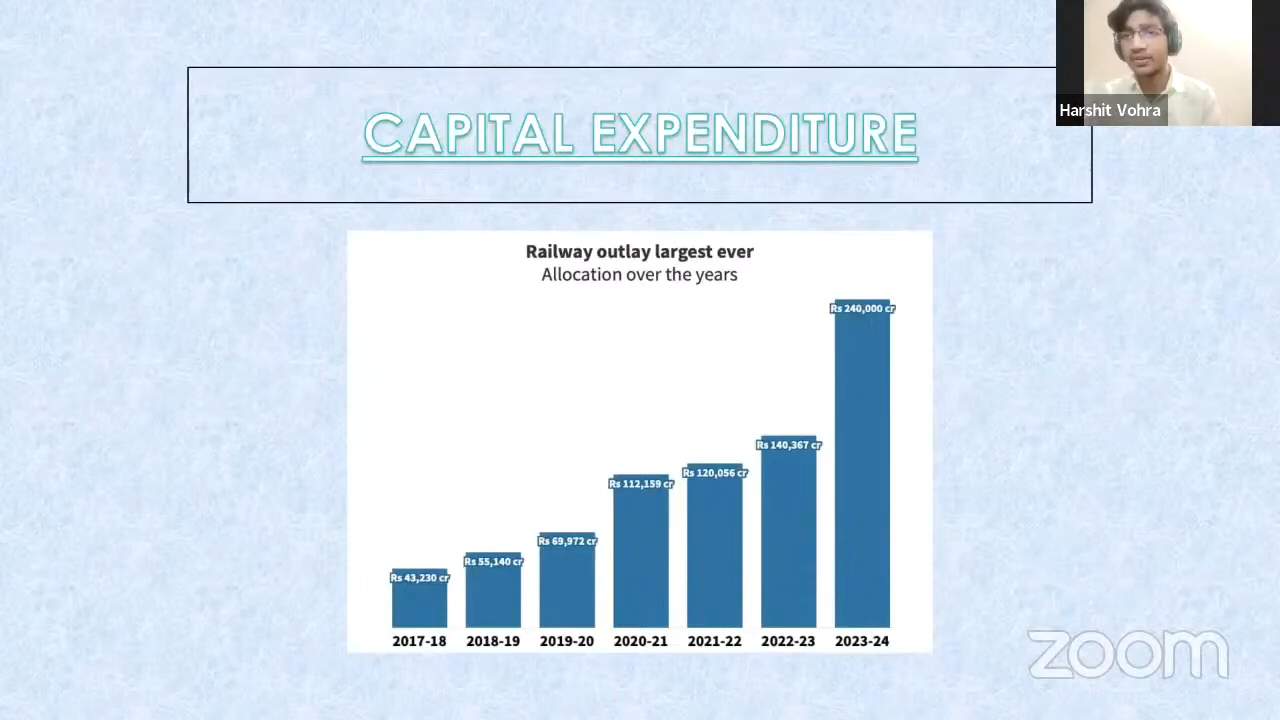 Harshit Vohra
CAPITAL EXPENDITURE
Railway outlay largest ever
Allocation over the years
Rs 43,230 cr
Rs 55,140 cr
Rs 69,972 cr
Rs 112,159 cr
Rs 120,056 cr
Rs 140,367 cr
Rs 240,000 cr
2017-18 2018-19 2019-20 2020-21 2021-22 2022-23 2023-24
zoom